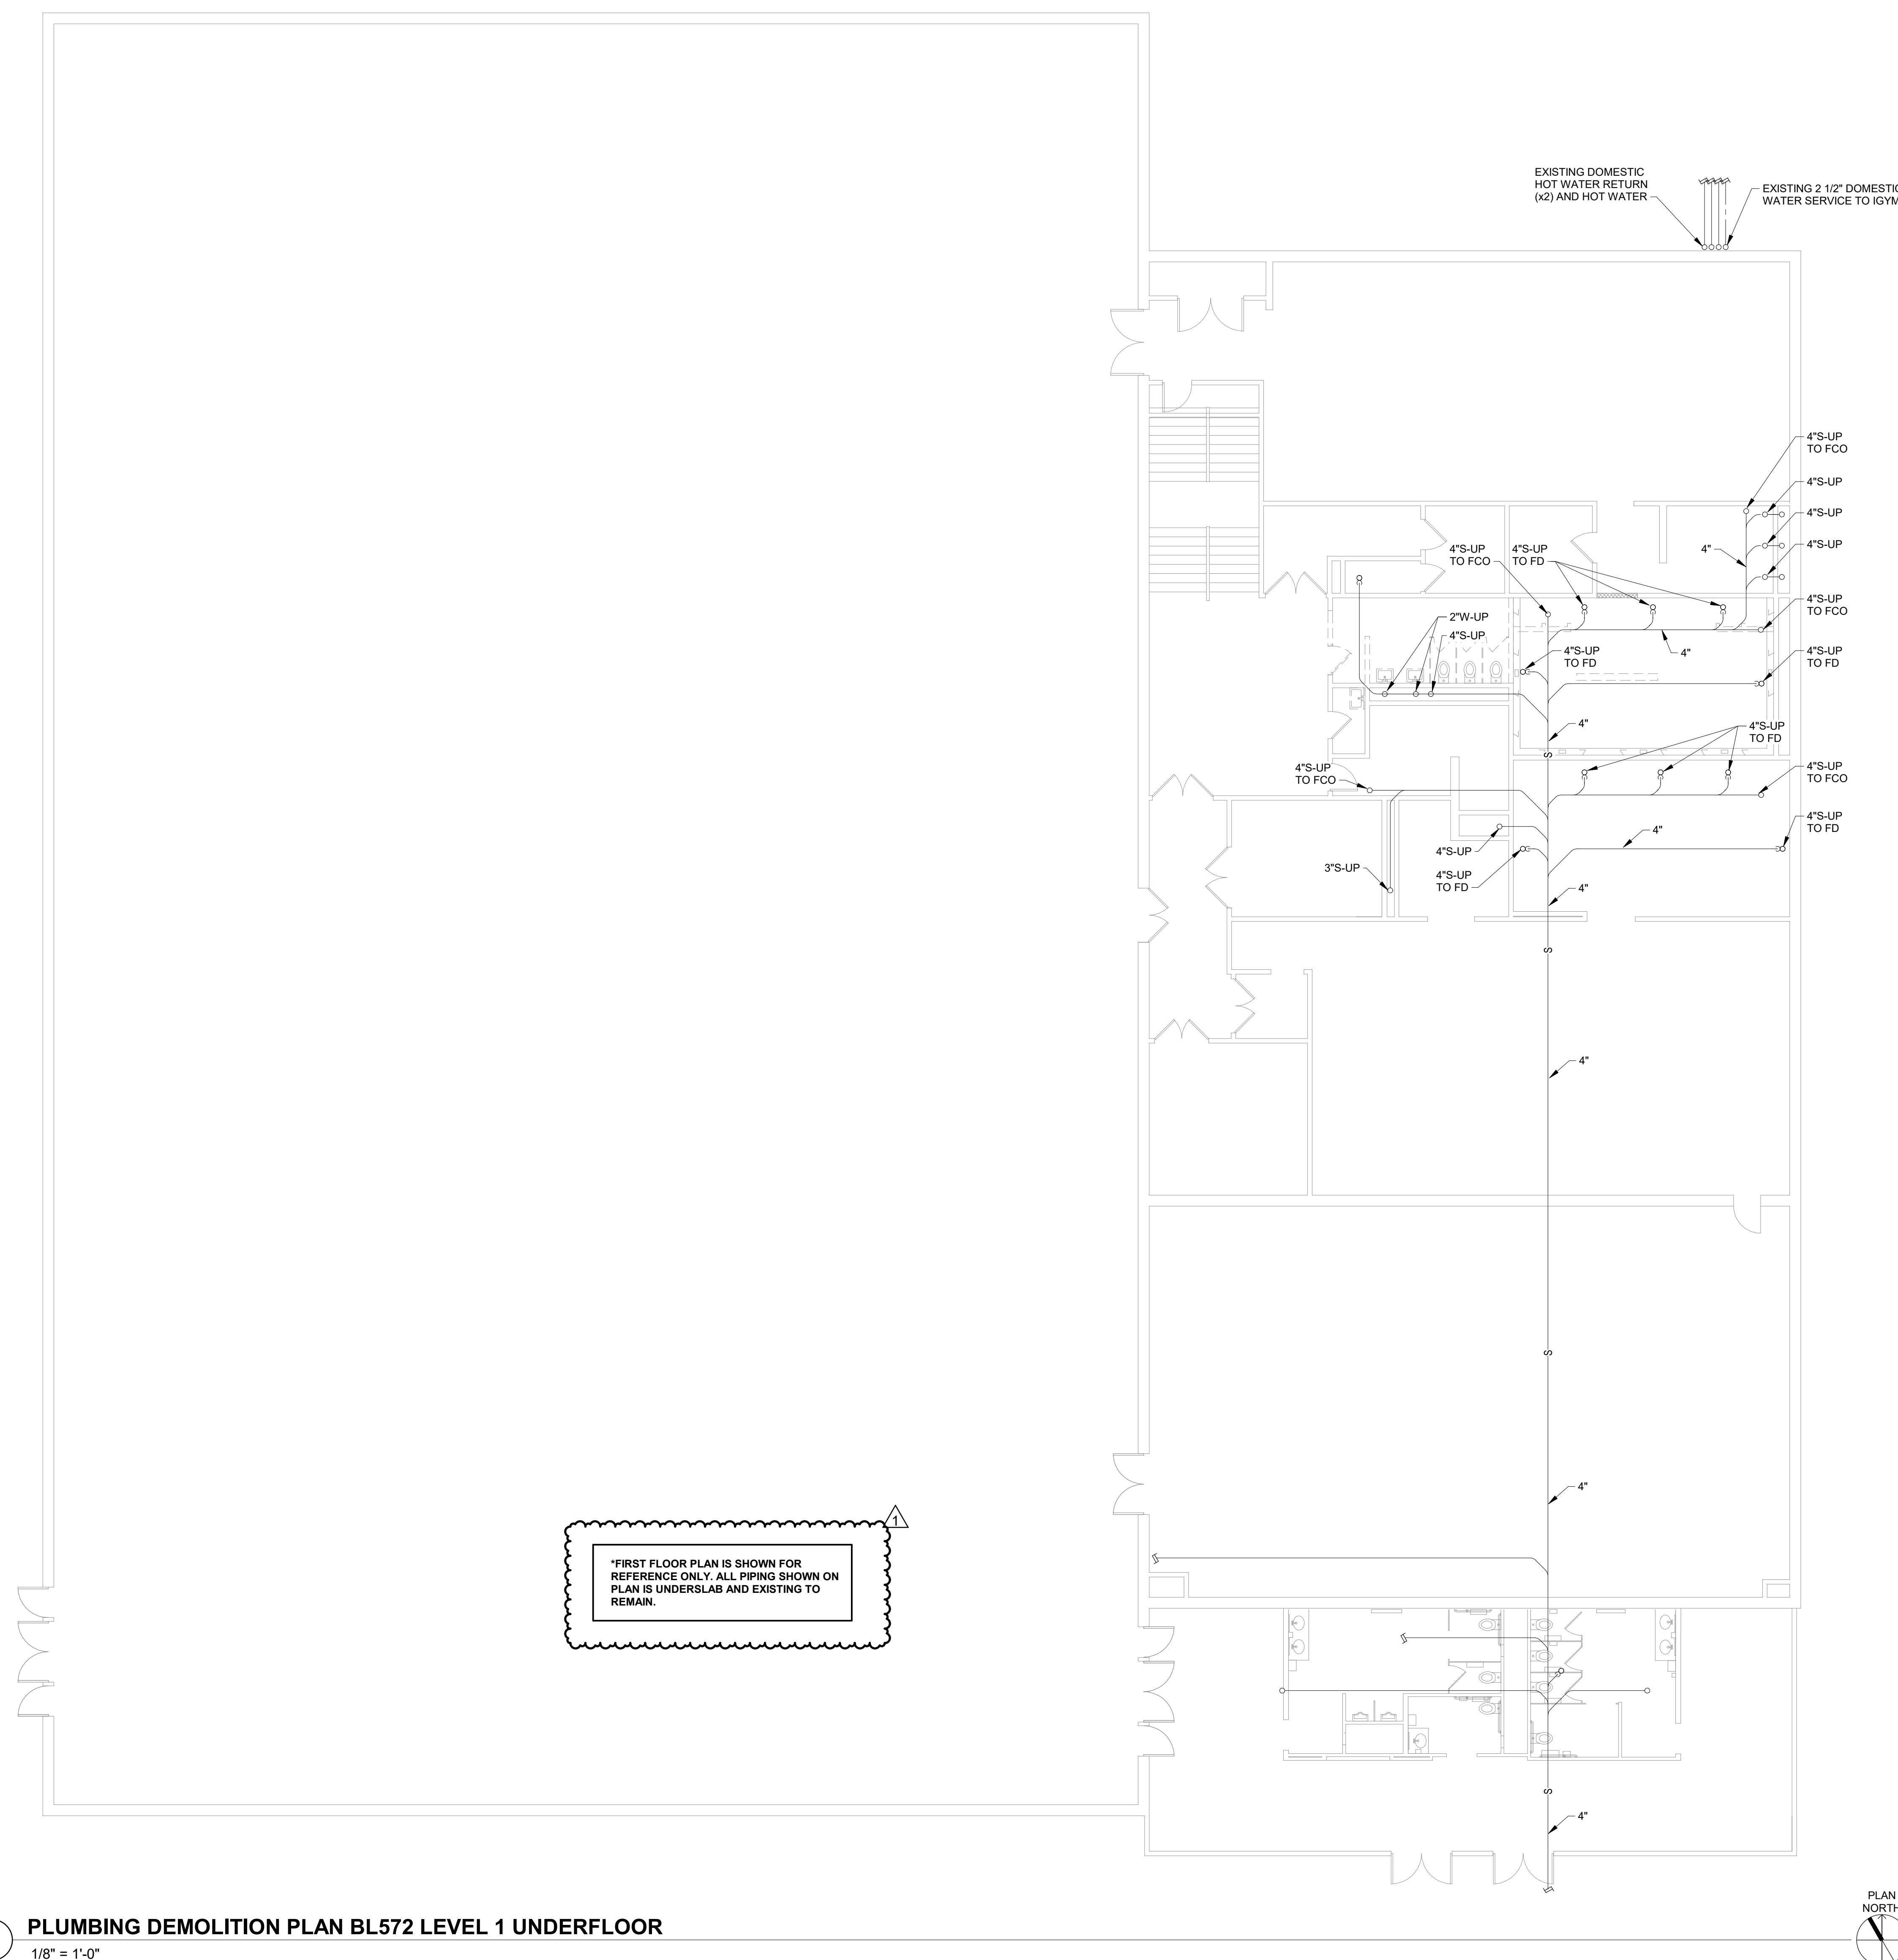 EXISTING DOMESTIC
HOT WATER RETURN
(x2) AND HOT WATER
EXISTING 2 1/2" DOMESTIC
WATER SERVICE TO IGYM
4"S-UP
TO FCO
4"S-UP
4"S-UP
4"S-UP
4"
4"S-UP
TO FCO
4"S-UP
TO FD
4"S-UP
TO FCO
2"W-UP
4"S-UP
4"S-UP
TO FD
4"
4"S-UP
TO FD
4"
S
4"S-UP
TO FD
4"S-UP
TO FCO
4"S-UP
TO FCO
4"S-UP
TO FD
4"
4"S-UP
3"S-UP
4"S-UP
TO FD
4"
S
4"
S
4"
1
*FIRST FLOOR PLAN IS SHOWN FOR
REFERENCE ONLY. ALL PIPING SHOWN ON
PLAN IS UNDERSLAB AND EXISTING TO
REMAIN.
S
4"
PLAN
NORTH
PLUMBING DEMOLITION PLAN BL572 LEVEL 1 UNDERFLOOR
1/8" = 1'-0"